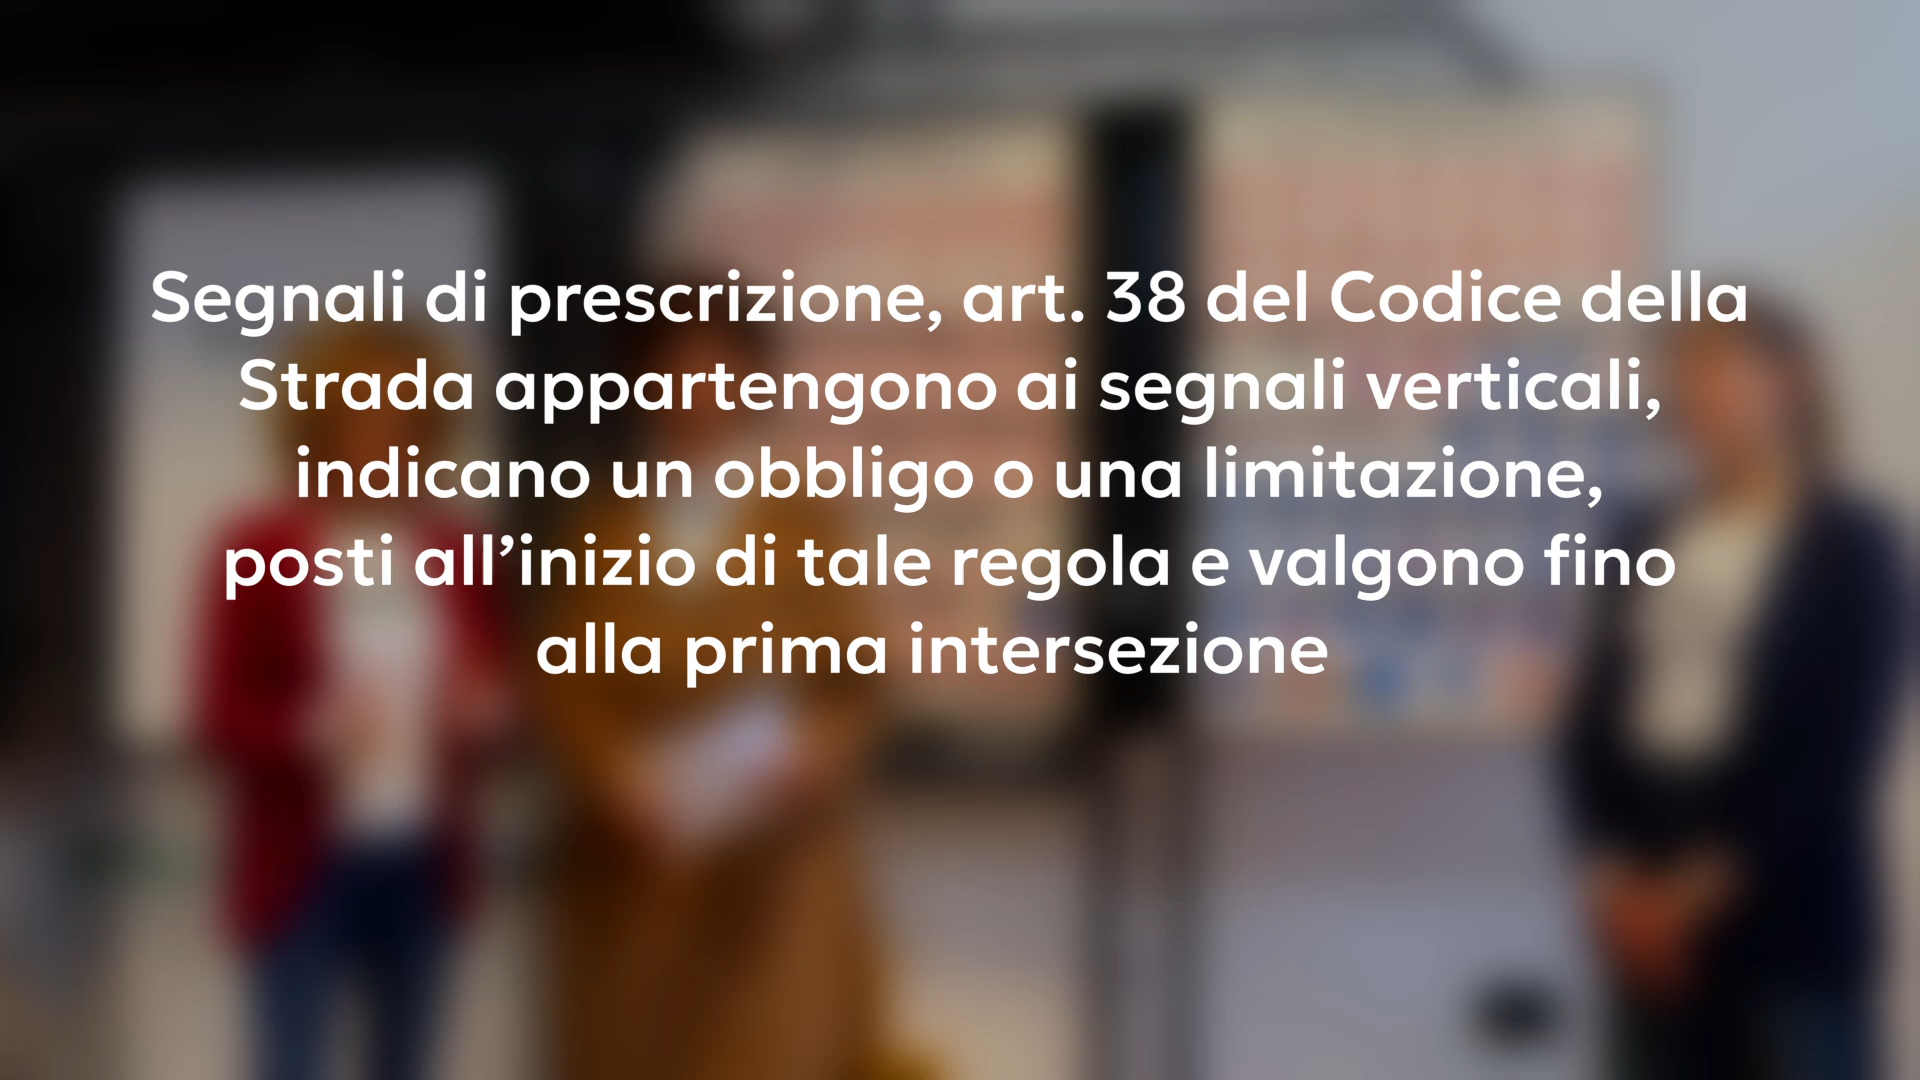 Segnali di prescrizione, art. 38 del Codice della
Strada appartengono ai segnali verticali,
indicano un obbligo o una limitazione,
posti all’inizio di tale regola e valgono fino
alla prima intersezione